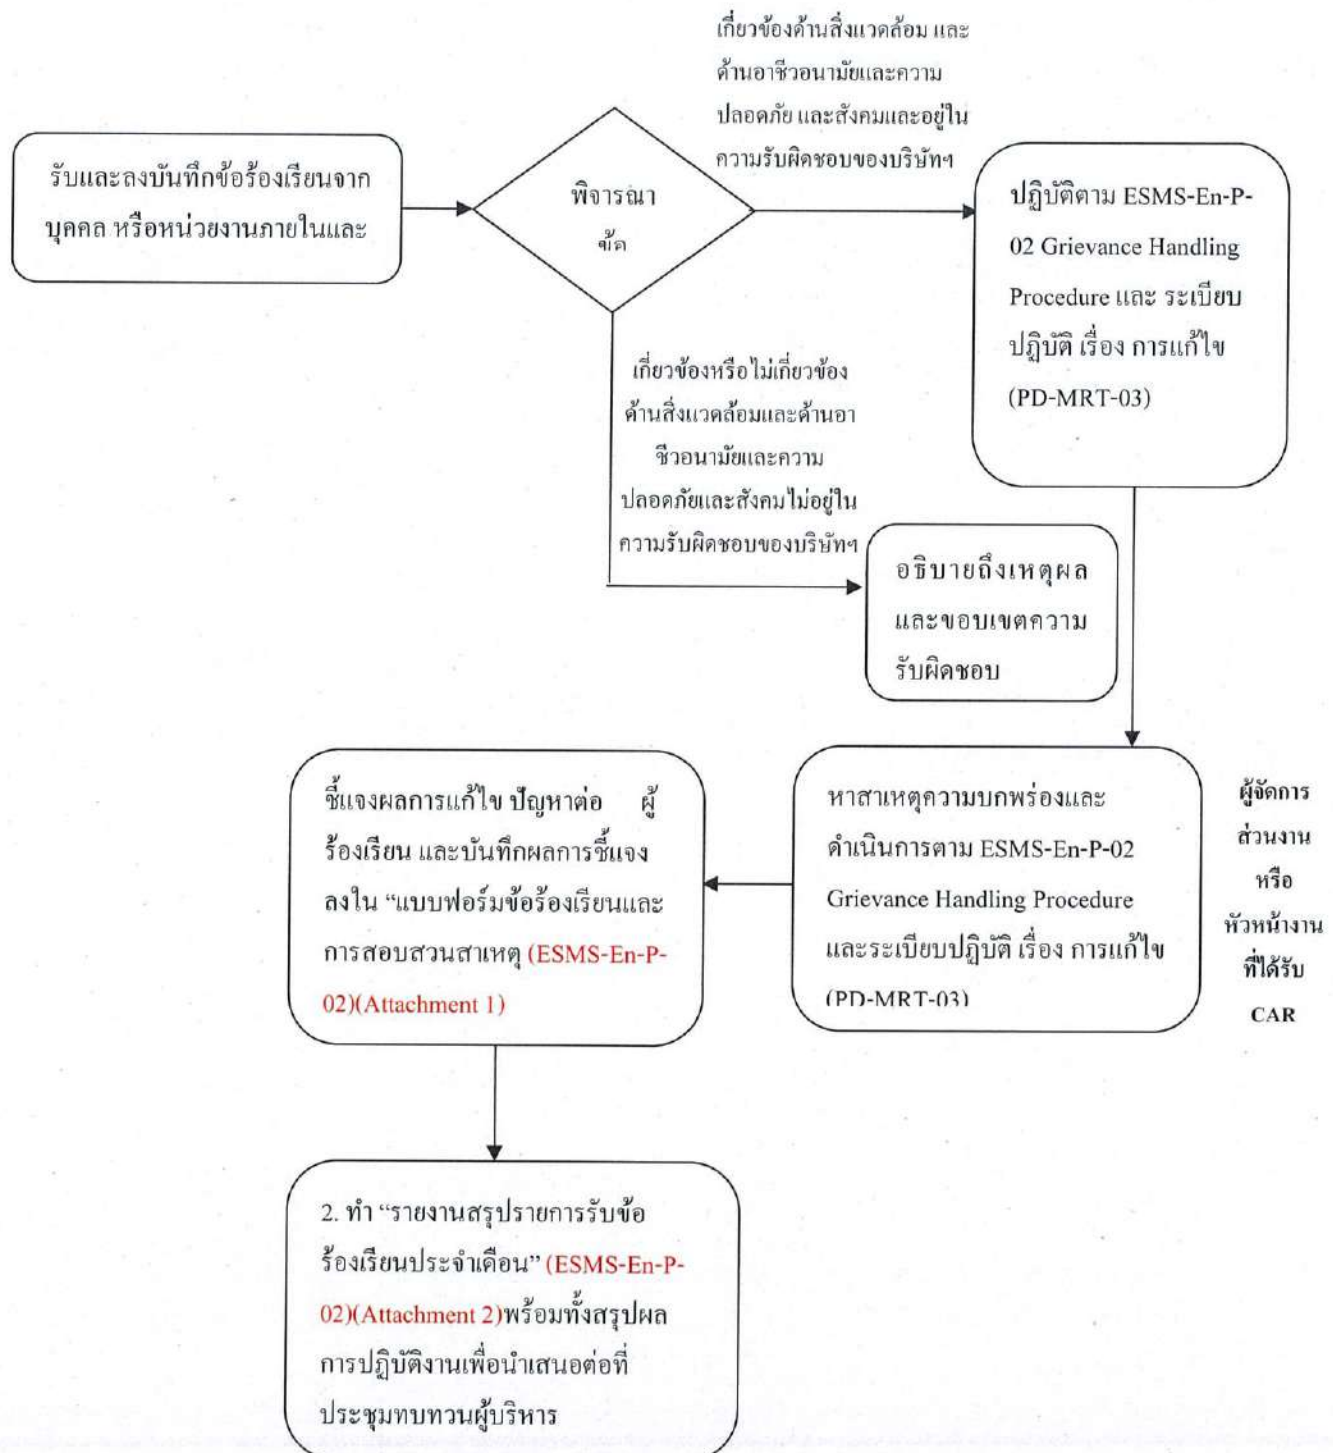 เกี่ยวข้องด้านสิ่งแวดล้อม และ
ด้านอาชีวอนามัยและความ
ปลอดภัย และสังคมและอยู่ใน
ความรับผิดชอบของบริษัทฯ
รับและลงบันทึกข้อร้องเรียนจาก
บุคคล หรือหน่วยงานภายในและ
พิจารณา
ปฏิบัติตาม ESMS-En-P-
02 Grievance Handling
Procedure และ ระเบียบ
ปฏิบัติ เรื่อง การแก้ไข
(PD-MRT-03)
เกี่ยวข้องหรือไม่เกี่ยวข้อง
ด้านสิ่งแวดล้อมและด้านอา
ชีวอนามัยและความ
ปลอดภัยและสังคมไม่อยู่ใน
ความรับผิดชอบของบริษัทฯ
อธิบายถึงเหตุผล
และขอบเขตความ
รับผิดชอบ
ชี้แจงผลการแก้ไข ปัญหาต่อ ผู้
ร้องเรียน และบันทึกผลการชี้แจง
ลงใน “แบบฟอร์มข้อร้องเรียนและ
การสอบสวนสาเหตุ (ESMS-En-P-
02)(Attachment 1)
หาสาเหตุความบกพร่องและ
ดำเนินการตาม ESMS-En-P-02
Grievance Handling Procedure
และระเบียบปฏิบัติ เรื่อง การแก้ไข
(PD-MRT-03)
ผู้จัดการ
ส่วนงาน
หรือ
หัวหน้างาน
ที่ได้รับ
CAR
2. ทำ “รายงานสรุปรายการรับข้อ
ร้องเรียนประจำเดือน” (ESMS-En-P-
02)(Attachment 2)พร้อมทั้งสรุปผล
การปฏิบัติงานเพื่อนำเสนอต่อที่
ประชุมทบทวนผู้บริหาร